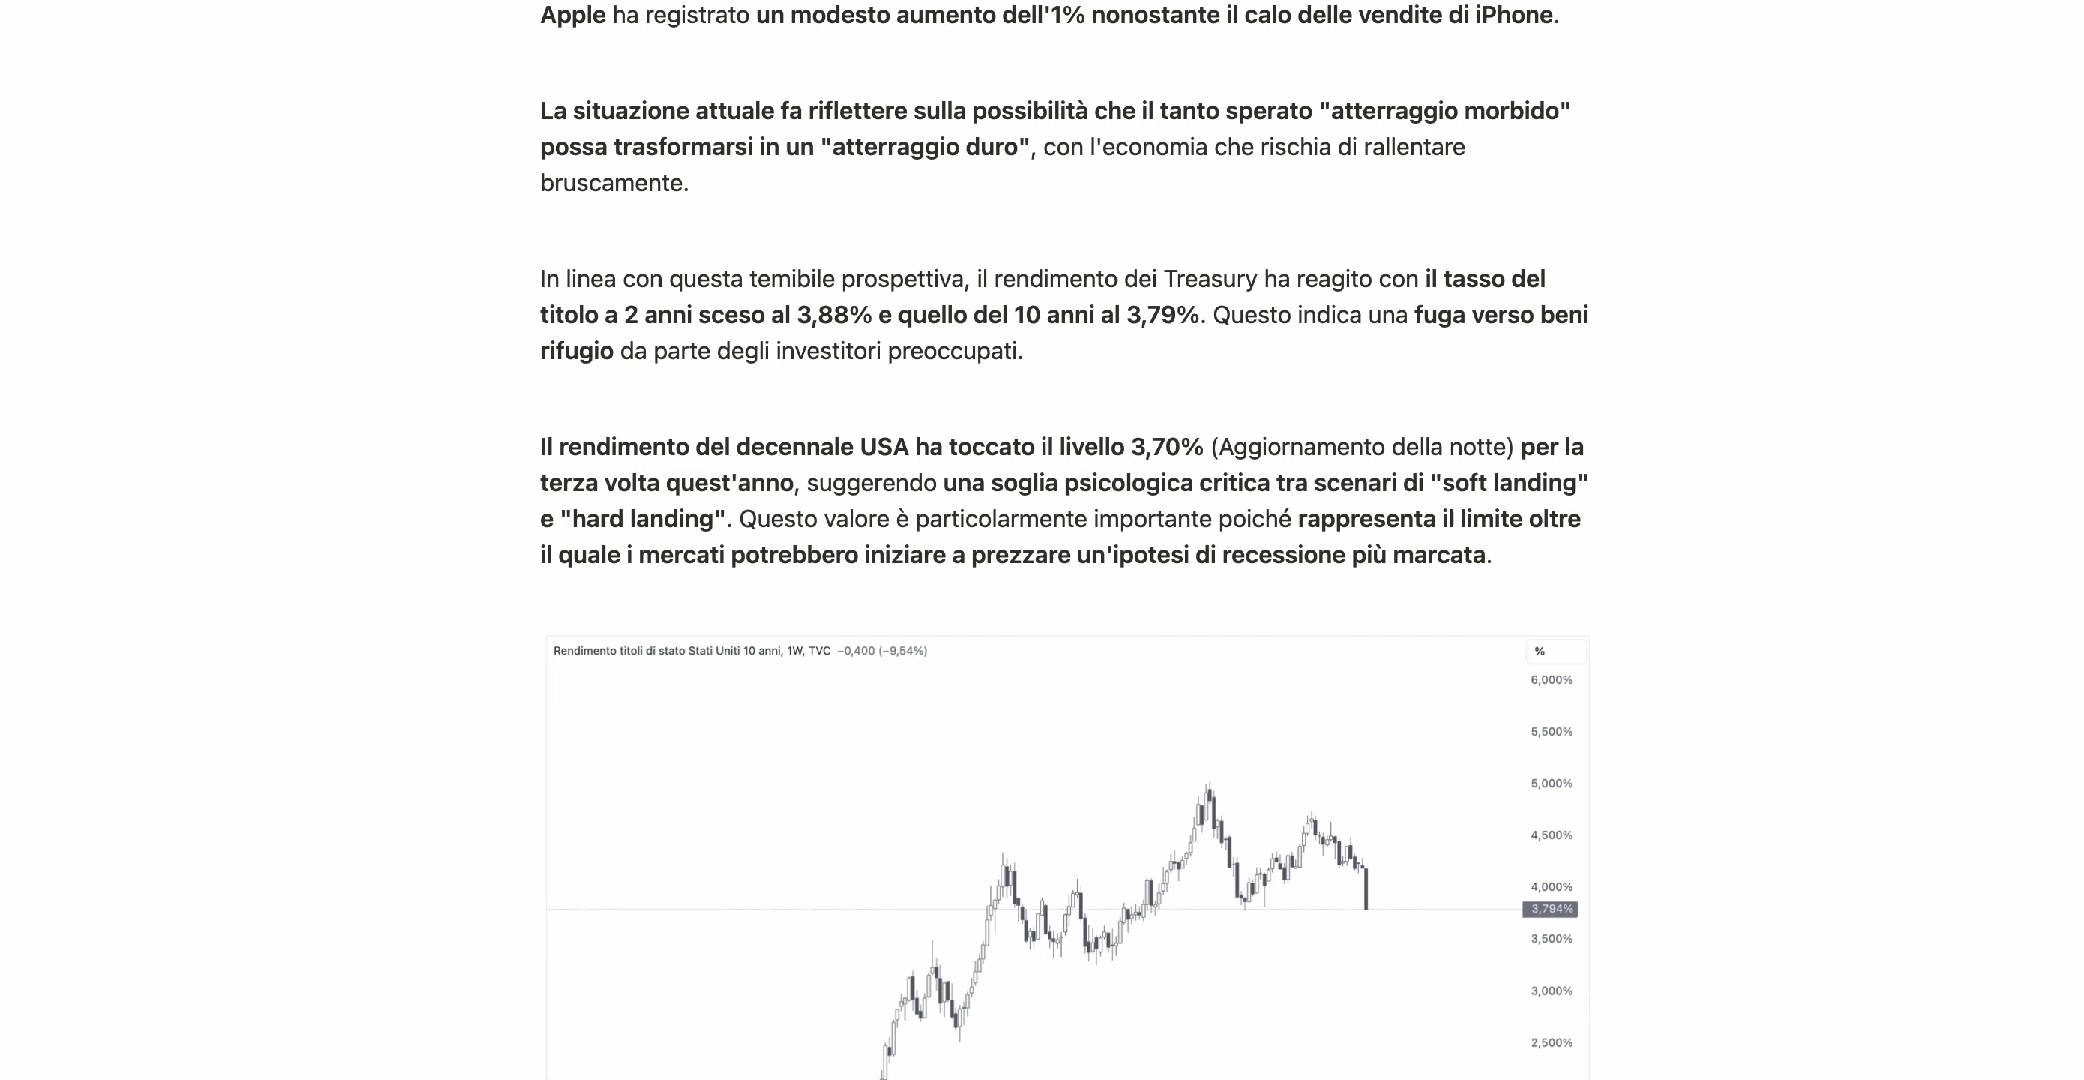 Apple ha registrato un modesto aumento dell'1% nonostante il calo delle vendite di iPhone.
La situazione attuale fa riflettere sulla possibilità che il tanto sperato "atterraggio morbido"
possa trasformarsi in un "atterraggio duro", con l'economia che rischia di rallentare
bruscamente.
In linea con questa temibile prospettiva, il rendimento dei Treasury ha reagito con il tasso del
titolo a 2 anni sceso al 3,88% e quello del 10 anni al 3,79%. Questo indica una fuga verso beni
rifugio da parte degli investitori preoccupati.
Il rendimento del decennale USA ha toccato il livello 3,70% (Aggiornamento della notte) per la
terza volta quest'anno, suggerendo una soglia psicologica critica tra scenari di "soft landing"
e "hard landing". Questo valore è particolarmente importante poiché rappresenta il limite oltre
il quale i mercati potrebbero iniziare a prezzare un'ipotesi di recessione più marcata.
Rendimento titoli di stato Stati Uniti 10 anni, 1W, TVC −0,400 (−9,54%)
%
6,000%
5,500%
5,000%
4,500%
4,000%
3,794%
3,500%
3,000%
2,500%